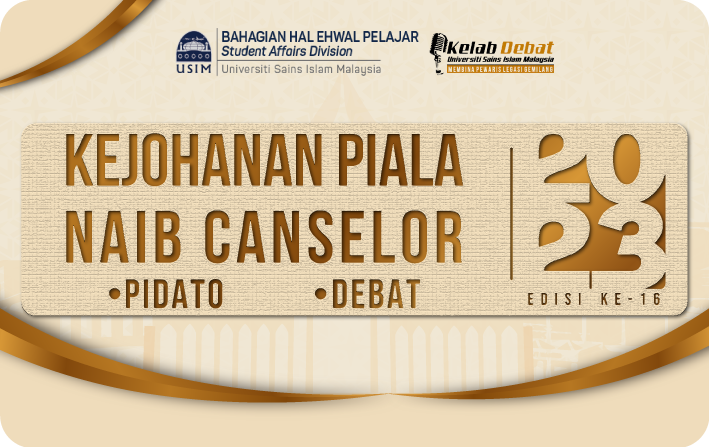 USIM
BAHAGIAN HAL EHWAL PELAJAR
Student Affairs Division
Universiti Sains Islam Malaysia
Kelab Debat
Universiti Sains Islam Malaysia
MEMBINA PEWARIS LEGASI GEMILANG
KEJOHANAN PIALA
NAIB CANSELOR
•PIDATO •DEBAT
20
23
EDISI KE-16